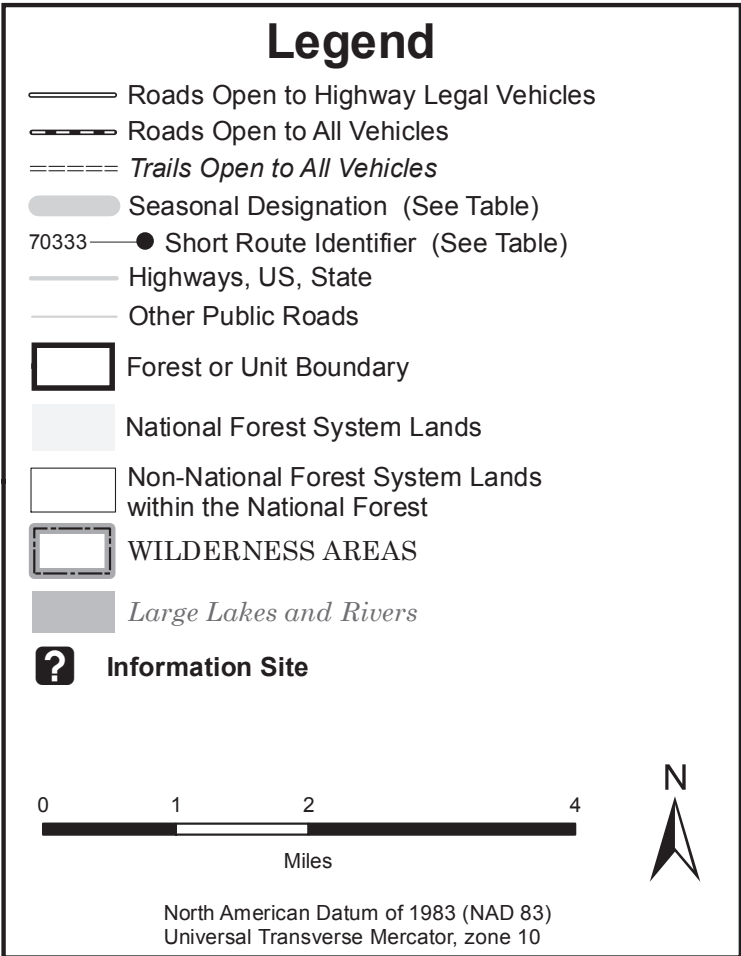 Legend
Roads Open to Highway Legal Vehicles
Roads Open to All Vehicles
Trails Open to All Vehicles
Seasonal Designation (See Table)
70333 Short Route Identifier (See Table)
Highways, US, State
Other Public Roads
Forest or Unit Boundary
National Forest System Lands
Non-National Forest System Lands
within the National Forest
WILDERNESS AREAS
Large Lakes and Rivers
? Information Site
N
0 1 2 4
Miles
North American Datum of 1983 (NAD 83)
Universal Transverse Mercator, zone 10